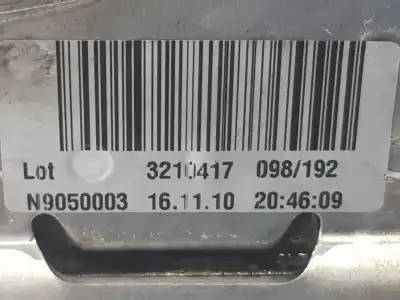 Lot 3210417 098/192
N9050003 16.11.10 20:46:09